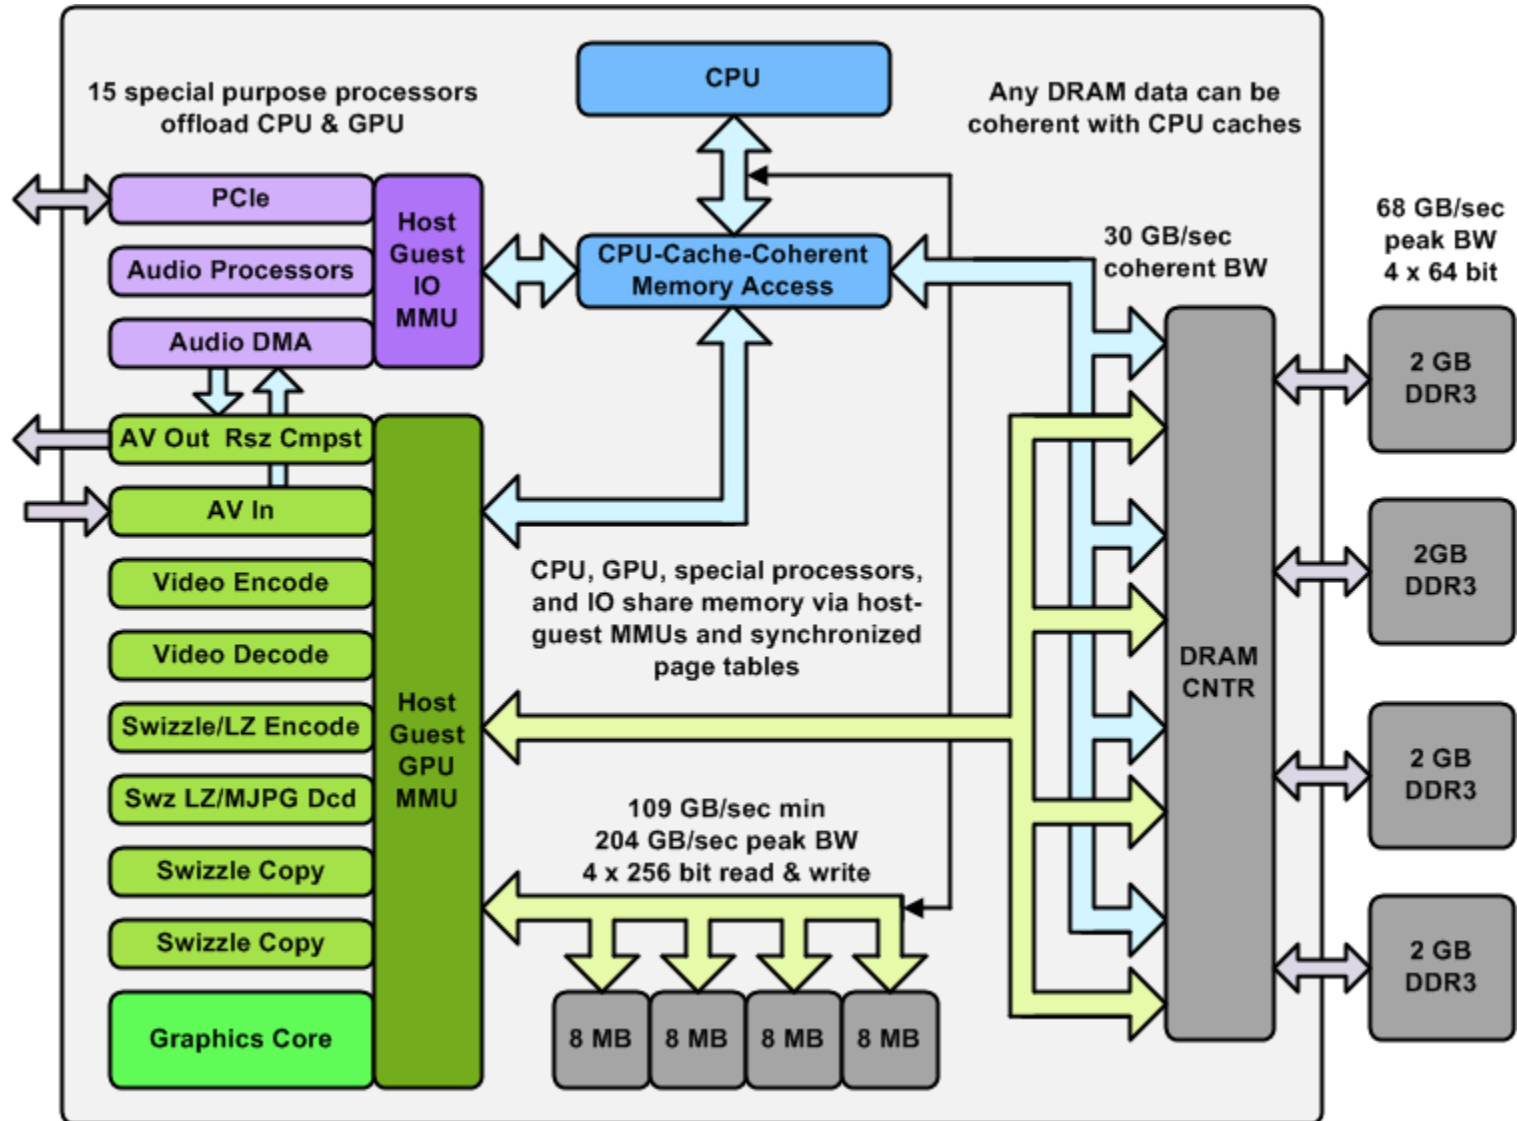 CPU
15 special purpose processors
offload CPU & GPU
Any DRAM data can be
coherent with CPU caches
PCIe
Audio Processors
Audio DMA
Host
Guest
IO
MMU
CPU-Cache-Coherent
Memory Access
30 GB/sec
coherent BW
68 GB/sec
peak BW
4 x 64 bit
AV Out Rsz Cmpst
AV In
Video Encode
Video Decode
Swizzle/LZ Encode
Swz LZ/MJPG Dcd
Swizzle Copy
Swizzle Copy
Graphics Core
Host
Guest
GPU
MMU
CPU, GPU, special processors,
and IO share memory via host-
guest MMUs and synchronized
page tables
109 GB/sec min
204 GB/sec peak BW
4 x 256 bit read & write
8 MB
8 MB
8 MB
8 MB
DRAM
CNTR
2 GB
DDR3
2GB
DDR3
2 GB
DDR3
2 GB
DDR3